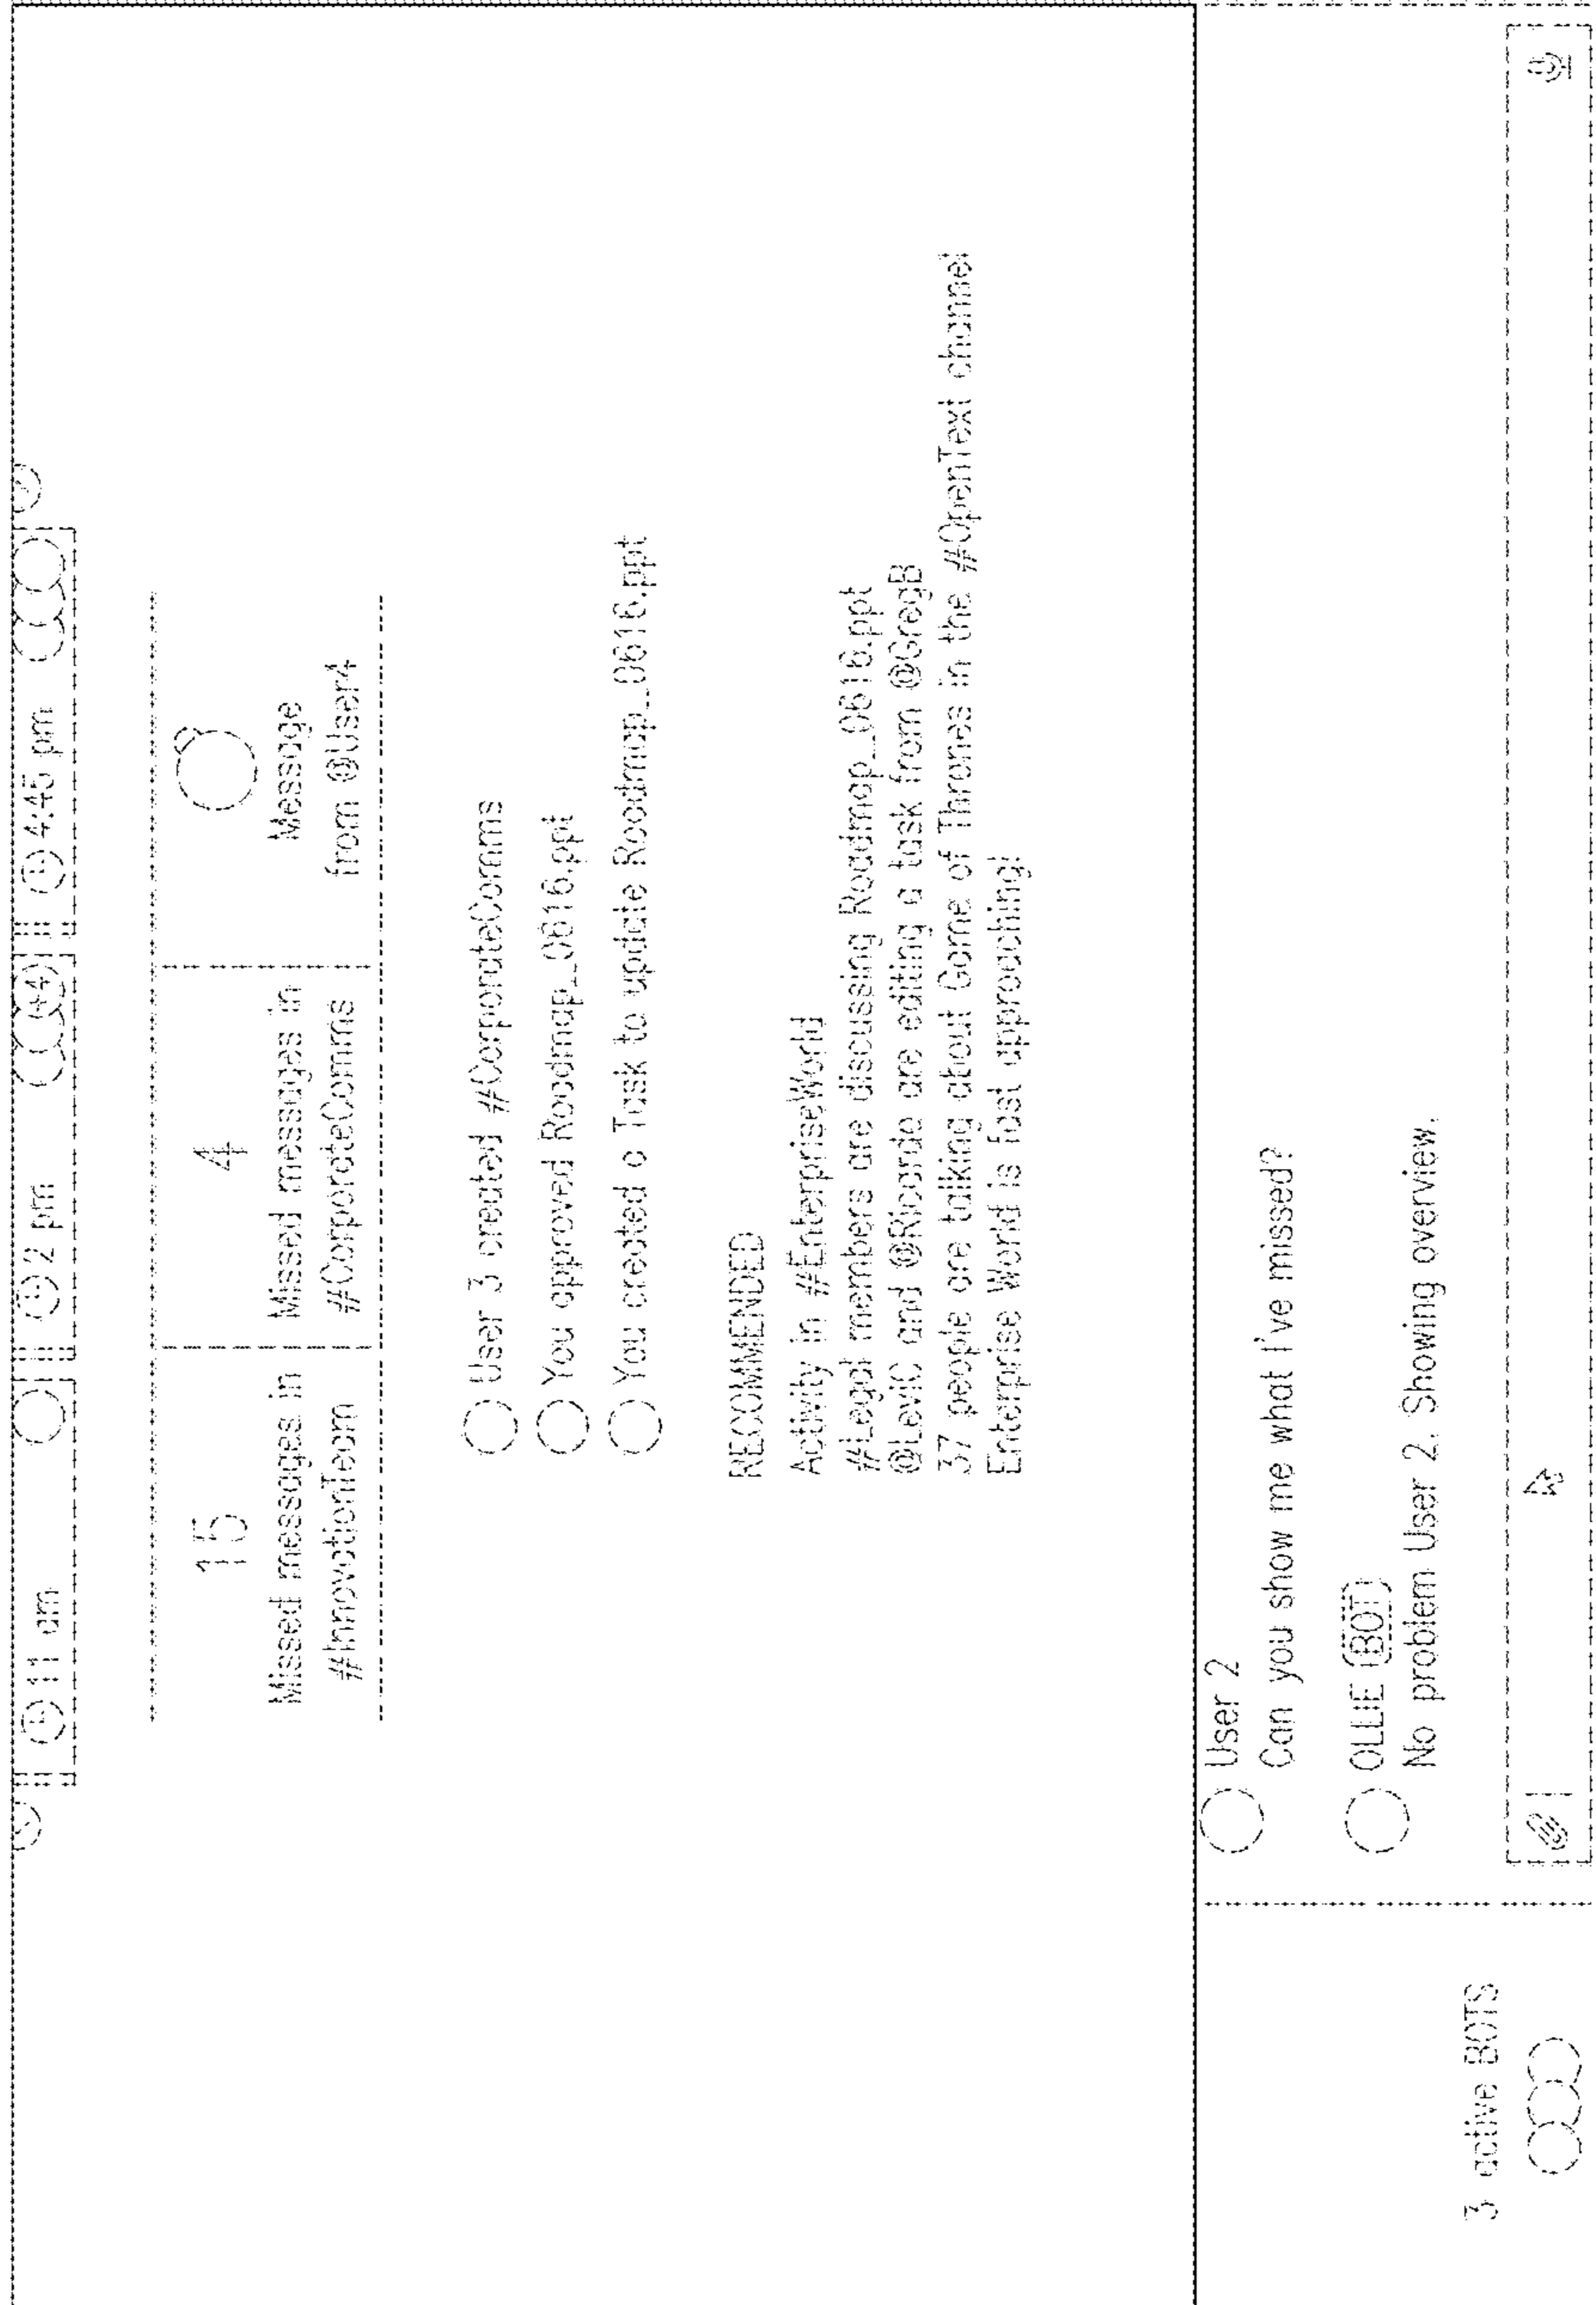 11 am
2 pm
+4
4:45 pm
15
Missed messages in
#InnovationTeam
4
Missed messages in
#CorporateComms
Message
from @User4
User 3 created #CorporateComms
You approved Roadmap_0616.ppt
You created a Task to update Roadmap_0616.ppt
RECOMMENDED
Activity in #EnterpriseWorld
#Legal members are discussing Roadmap_0616.ppt
@LeviC and @Ricardo are editing a task from @GregB
37 people are talking about Game of Thrones in the #OpenText channel
Enterprise World is fast approaching!
User 2
Can you show me what I've missed?
OLLIE BOT
No problem User 2. Showing overview.
3 active BOTS